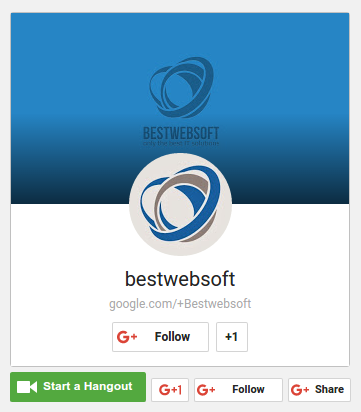 BESTWEBSOFT
only the best IT solutions
bestwebsoft
google.com/+Bestwebsoft
G+ Follow +1
Start a Hangout G+1 G+ Follow G+ Share